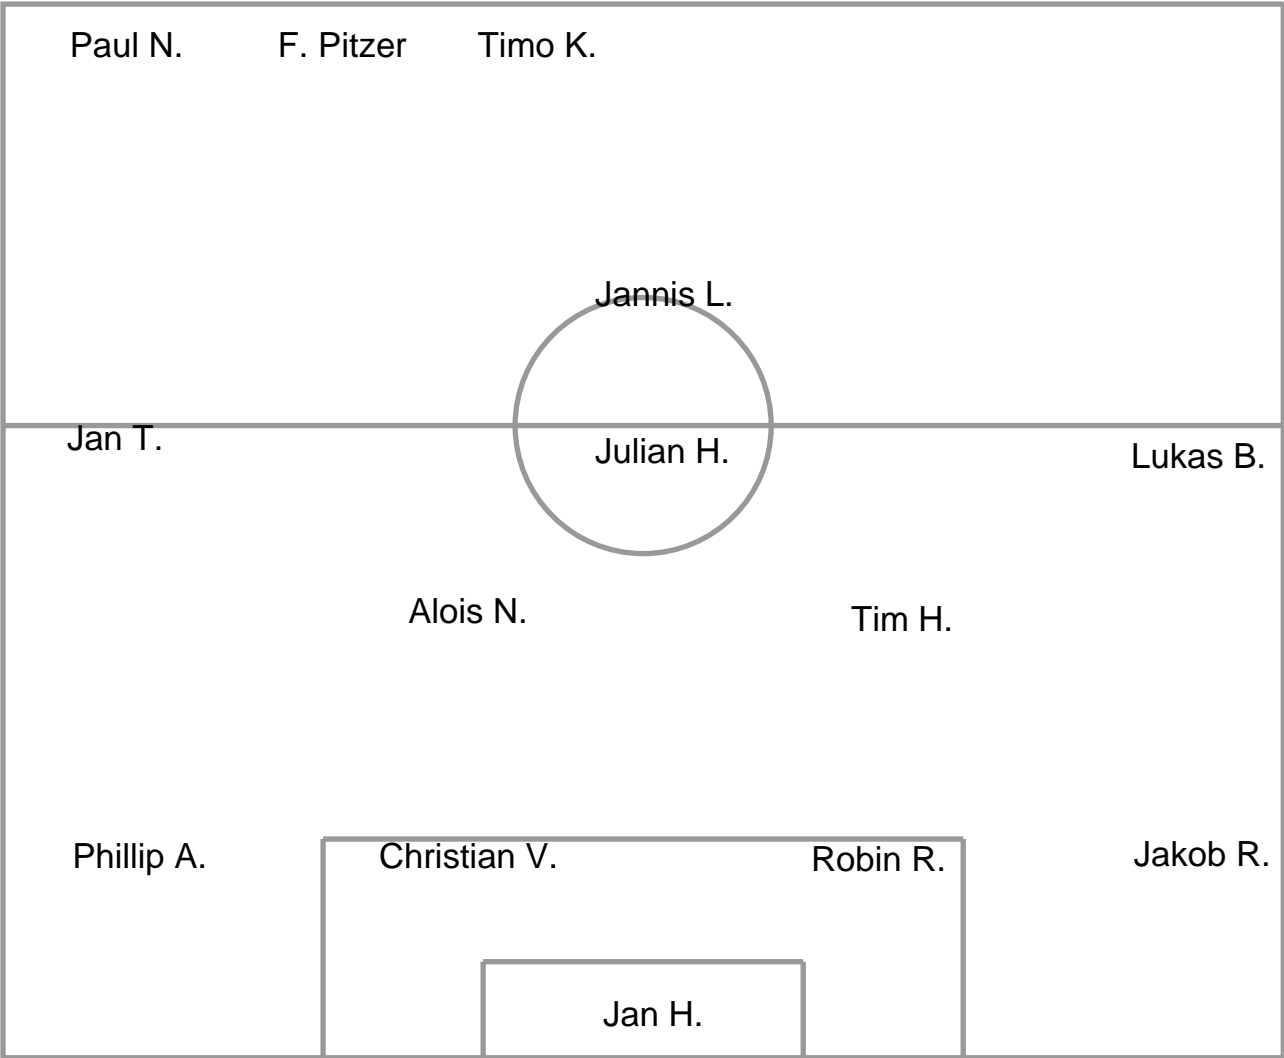 Paul N. F. Pitzer Timo K.
Jannis L.
Jan T. Julian H. Lukas B.
Alois N. Tim H.
Phillip A. Christian V. Robin R. Jakob R.
Jan H.